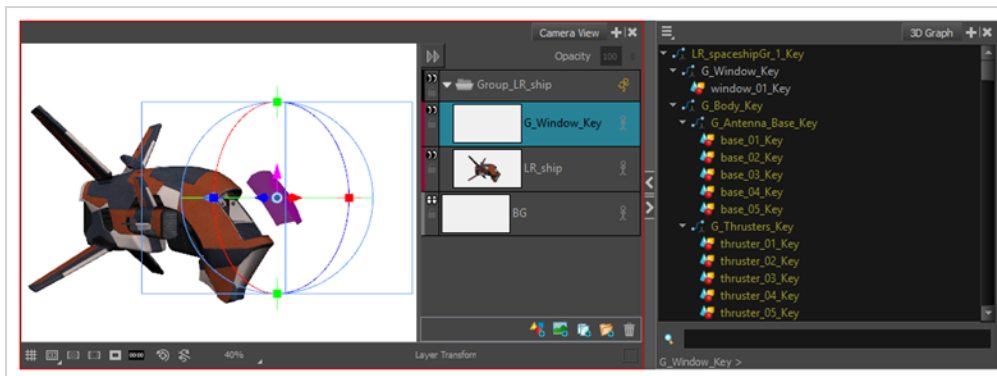 Camera View
Opacity 100
Group_LR_ship
G_Window_Key
LR_ship
BG
40%
Layer Transform
3D Graph
LR_spaceshipGr_1_Key
G_Window_Key
window_01_Key
G_Body_Key
G_Antenna_Base_Key
base_01_Key
base_02_Key
base_03_Key
base_04_Key
base_05_Key
G_Thrusters_Key
thruster_01_Key
thruster_02_Key
thruster_03_Key
thruster_04_Key
thruster_05_Key
G_Window_Key >